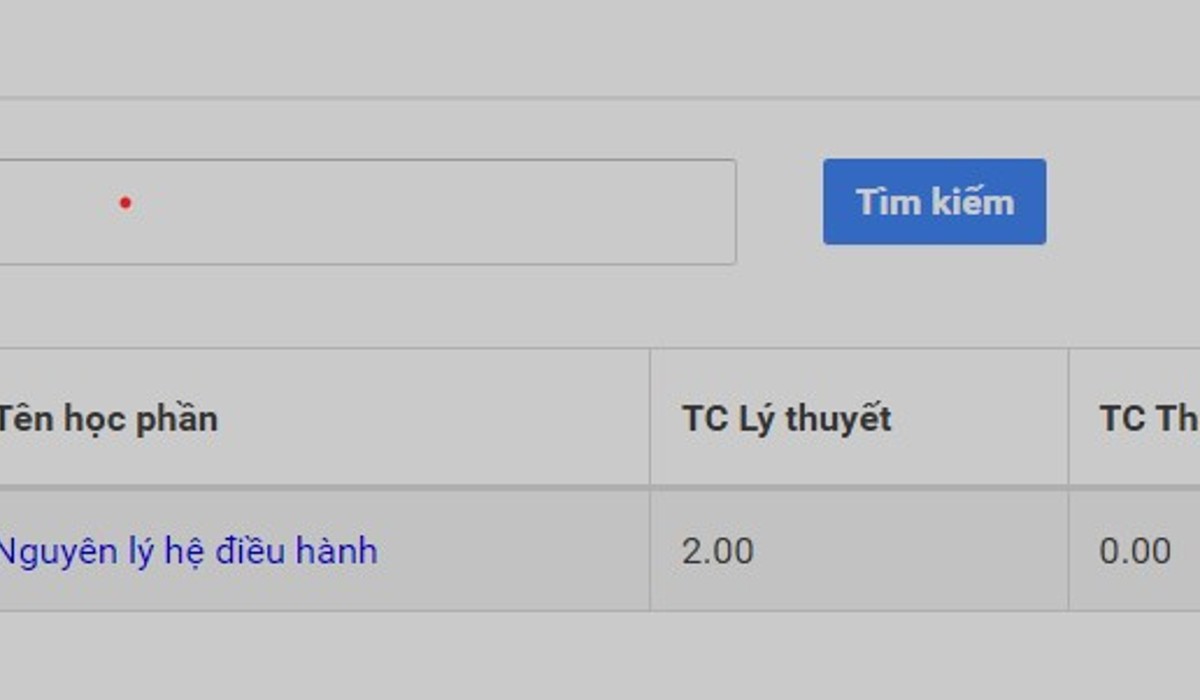 Tìm kiếm
Tên học phần TC Lý thuyết TC Th
Nguyên lý hệ điều hành 2.00 0.00